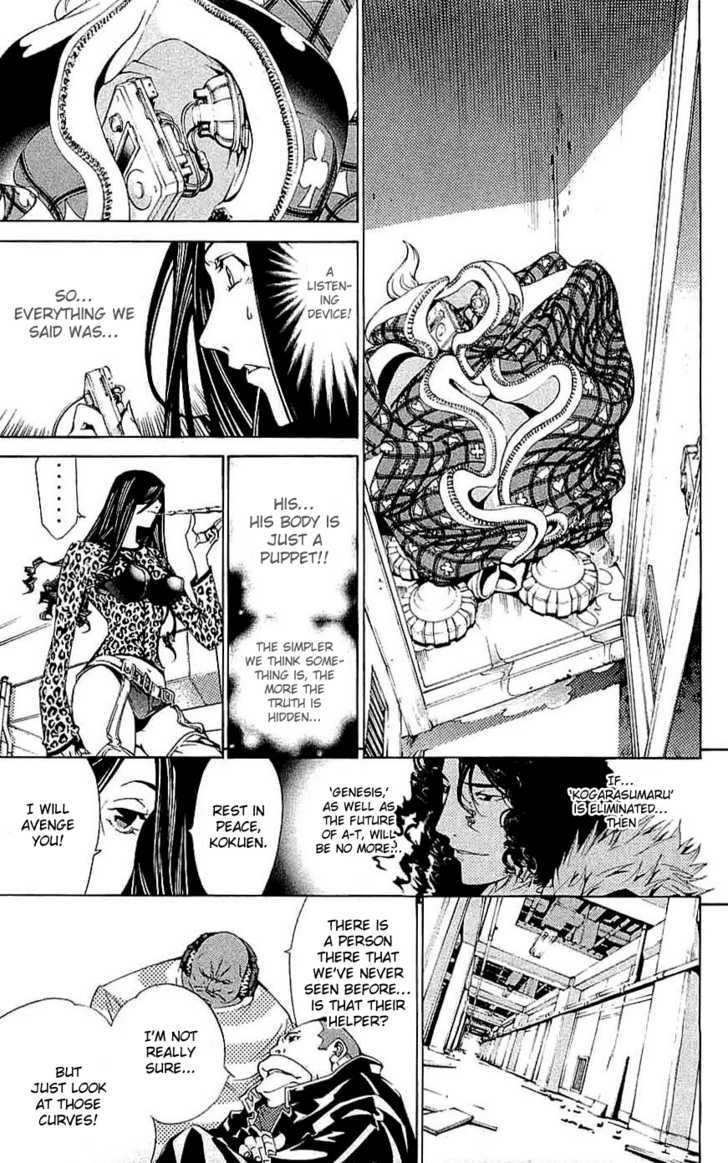 A
LISTEN-
ING
DEVICE!
SO...
EVERYTHING WE
SAID WAS...
HIS...
HIS BODY IS
JUST A
PUPPET!!
THE SIMPLER
WE THINK SOME-
THING IS, THE
MORE THE
TRUTH IS
HIDDEN...
......
IF...
'KOGARASUMARU'
IS ELIMINATED...
THEN
'GENESIS,'
AS WELL AS
THE FUTURE
OF A-T, WILL
BE NO MORE...
REST IN
PEACE,
KOKUEN.
I WILL
AVENGE
YOU!
THERE IS
A PERSON
THERE THAT
WE'VE NEVER
SEEN BEFORE...
IS THAT THEIR
HELPER?
I'M NOT
REALLY
SURE...
BUT
JUST LOOK
AT THOSE
CURVES!